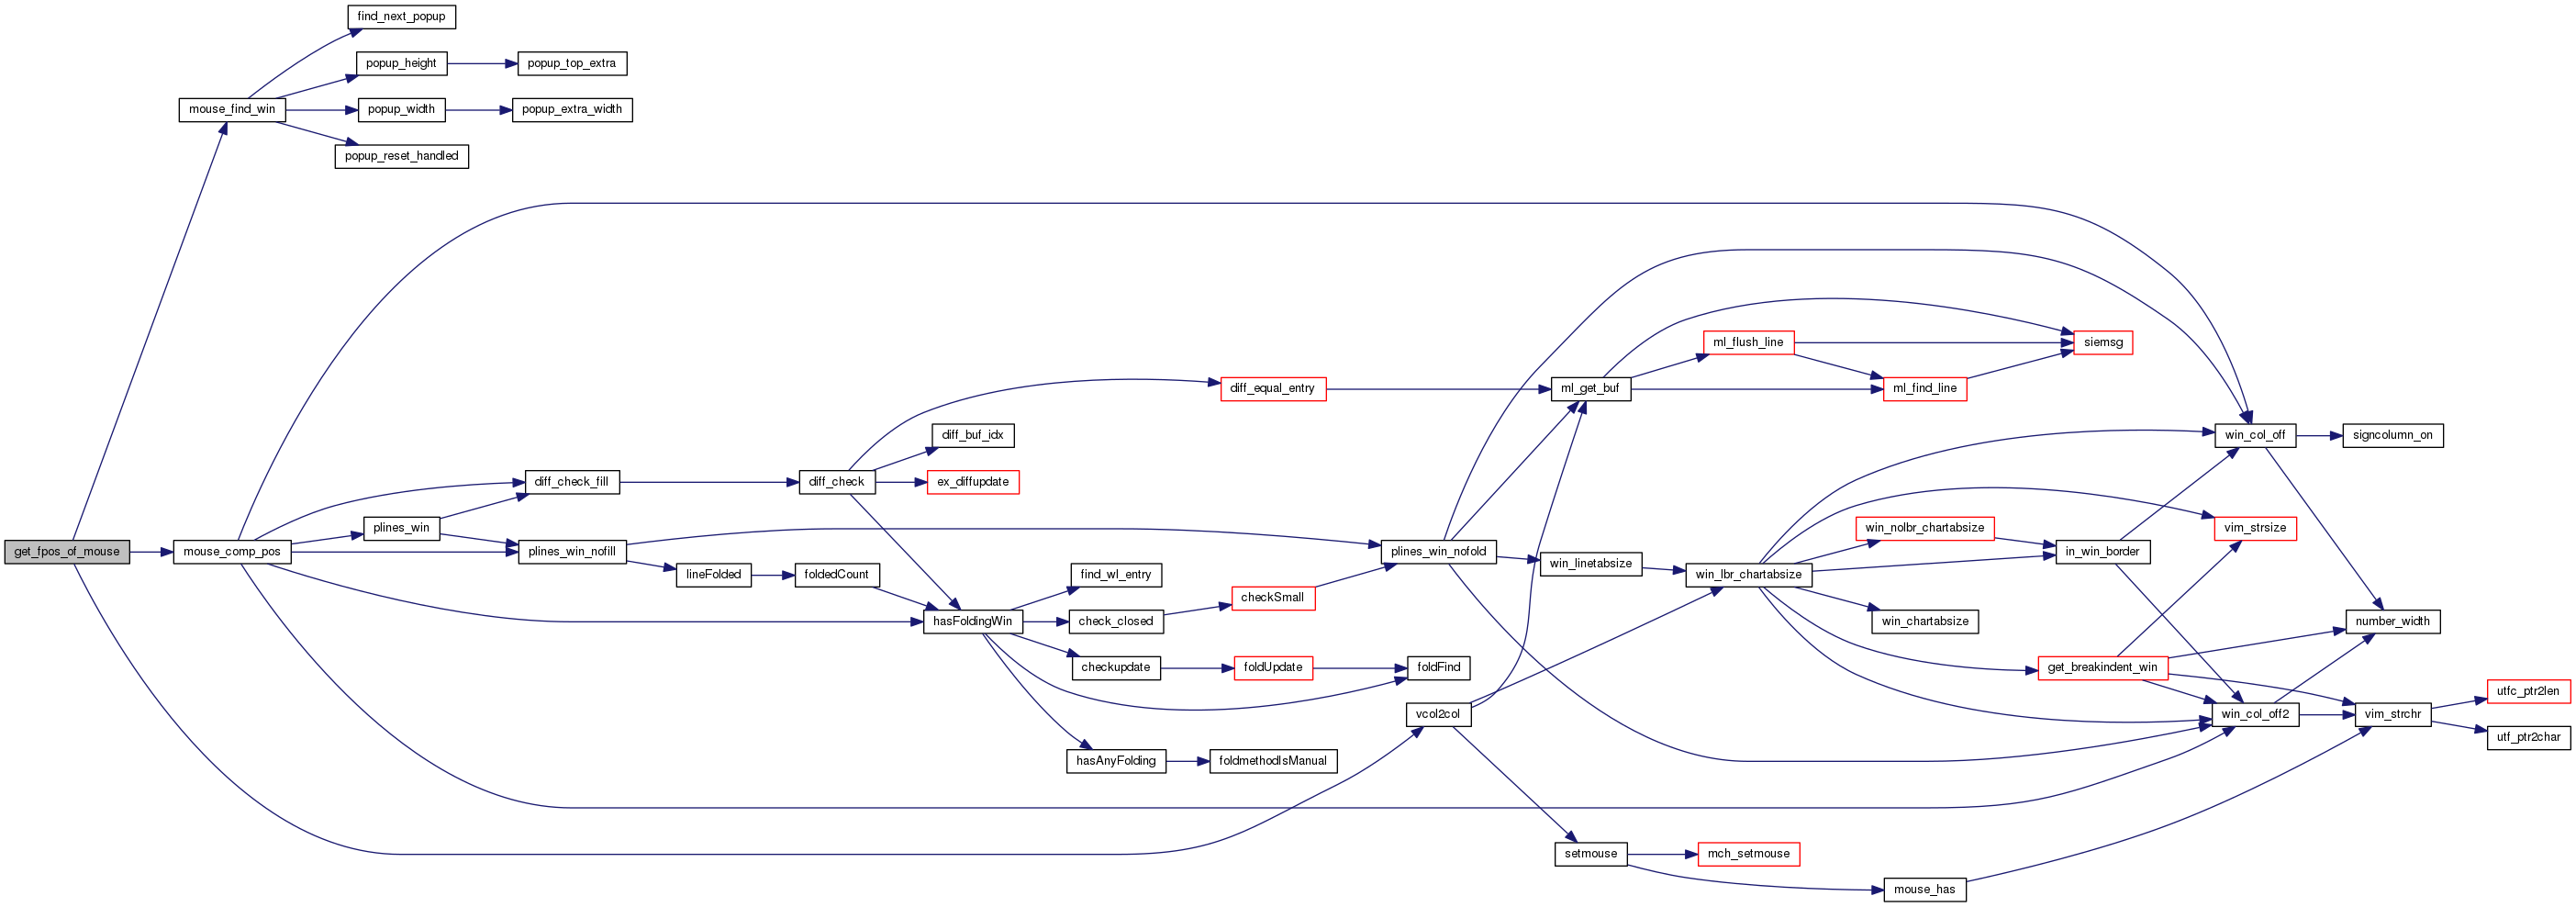 find_next_popup
popup_height
popup_top_extra
mouse_find_win
popup_width
popup_extra_width
popup_reset_handled
ml_flush_line
siemsg
diff_equal_entry
ml_get_buf
ml_find_line
diff_buf_idx
win_col_off
signcolumn_on
diff_check_fill
diff_check
ex_diffupdate
plines_win
win_nolbr_chartabsize
vim_strsize
get_fpos_of_mouse
mouse_comp_pos
plines_win_nofill
plines_win_nofold
win_linetabsize
in_win_border
lineFolded
foldedCount
find_wl_entry
win_lbr_chartabsize
checkSmall
hasFoldingWin
check_closed
win_chartabsize
number_width
checkupdate
foldUpdate
foldFind
get_breakindent_win
utfc_ptr2len
vcol2col
win_col_off2
vim_strchr
utf_ptr2char
hasAnyFolding
foldmethodIsManual
setmouse
mch_setmouse
mouse_has